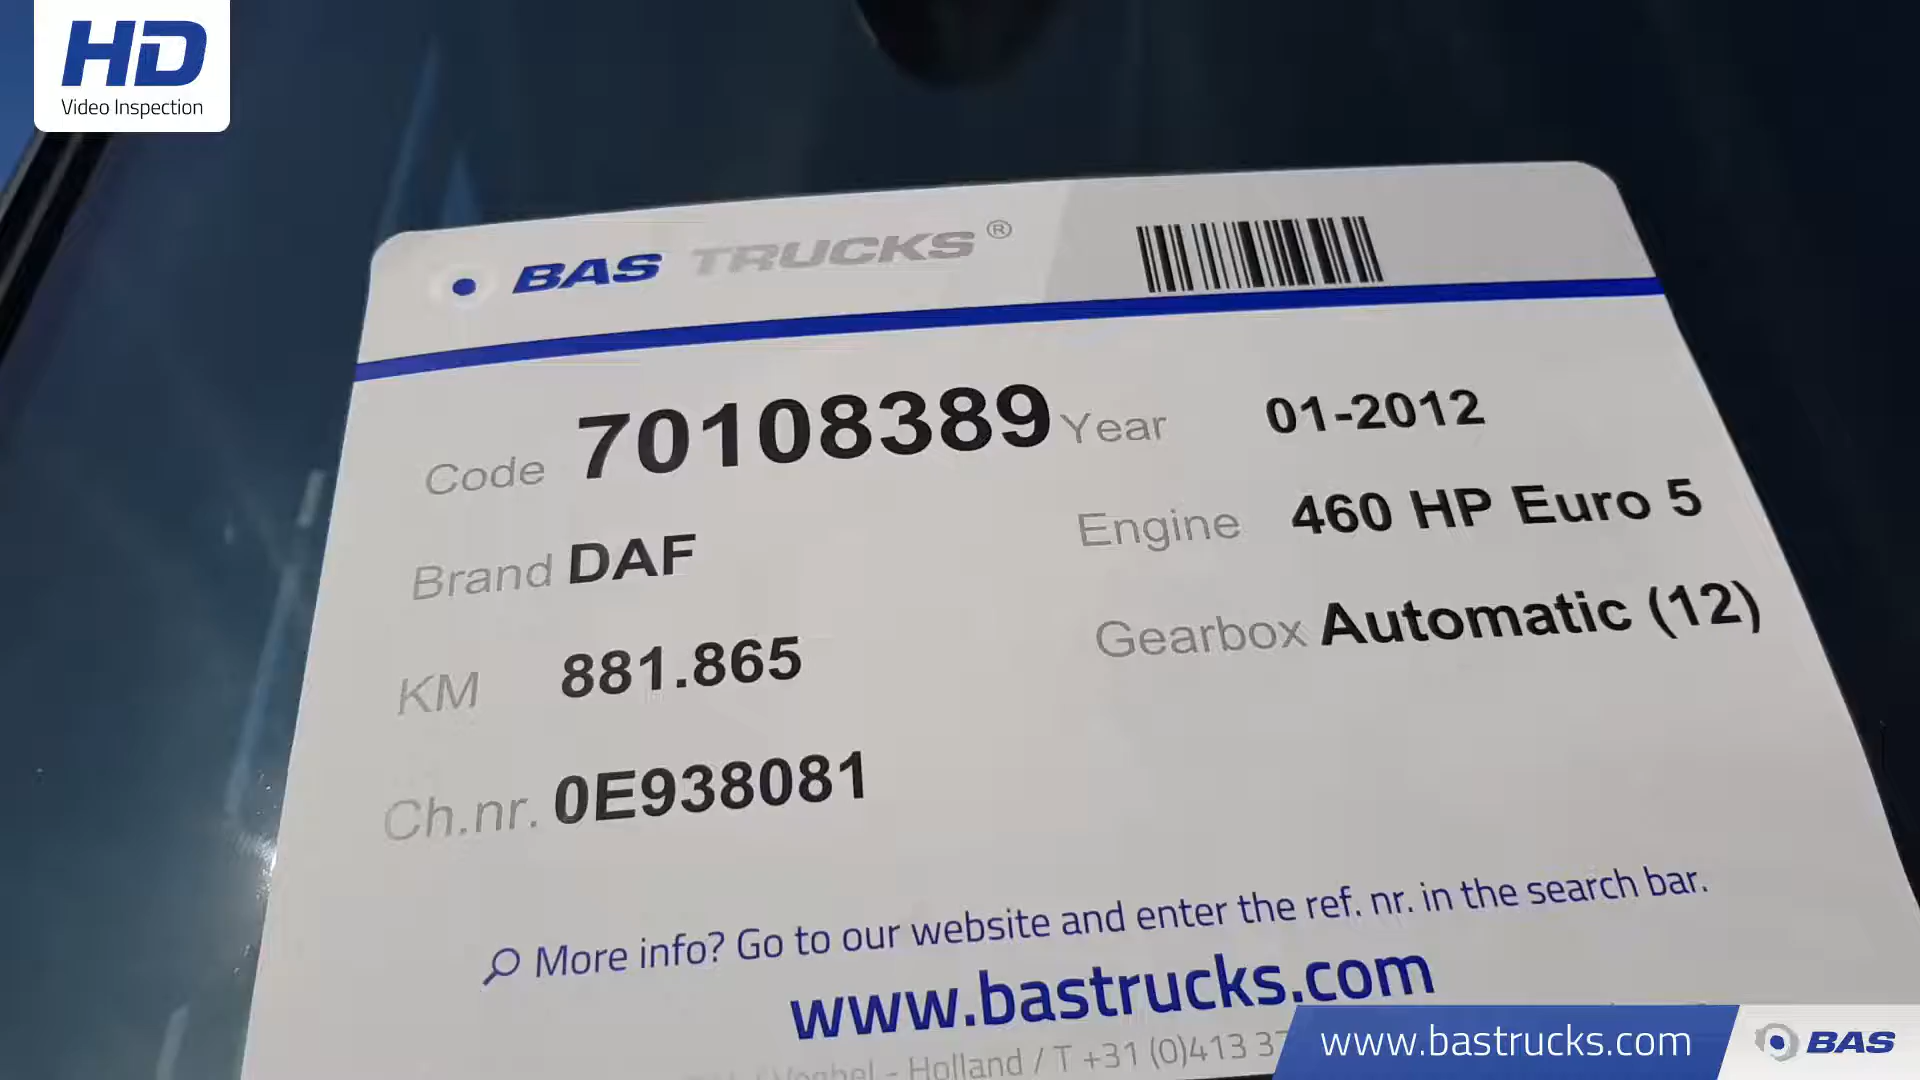 HD
Video Inspection
BAS TRUCKS®
Code 70108389
Year 01-2012
Brand DAF
Engine 460 HP Euro 5
KM 881.865
Gearbox Automatic (12)
Ch.nr. 0E938081
More info? Go to our website and enter the ref. nr. in the search bar.
www.bastrucks.com
- Holland / T +31 (0)413 3
www.bastrucks.com
BAS